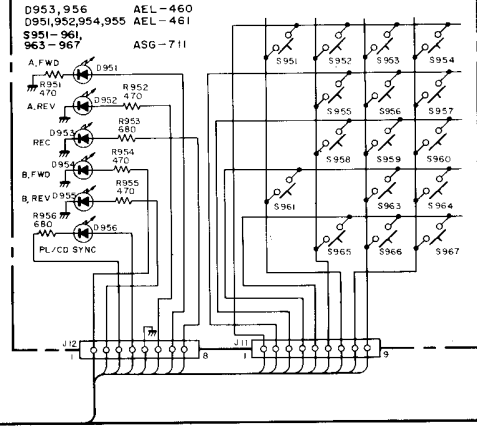 D953, 956 AEL-460
D951, 952, 954, 955 AEL-461
S951-961,
963-967 ASG-711
A, FWD
D951
R951
470
A, REV
D952
R952
470
REC
D953
R953
680
B, FWD
D954
R954
470
B, REV
D955
R955
470
R956
680
D956
PL/CD SYNC
S951 S952 S953 S954
S955 S956 S957
S958 S959 S960
S961 S963 S964
S965 S966 S967
J12
1 8
J11
1 9